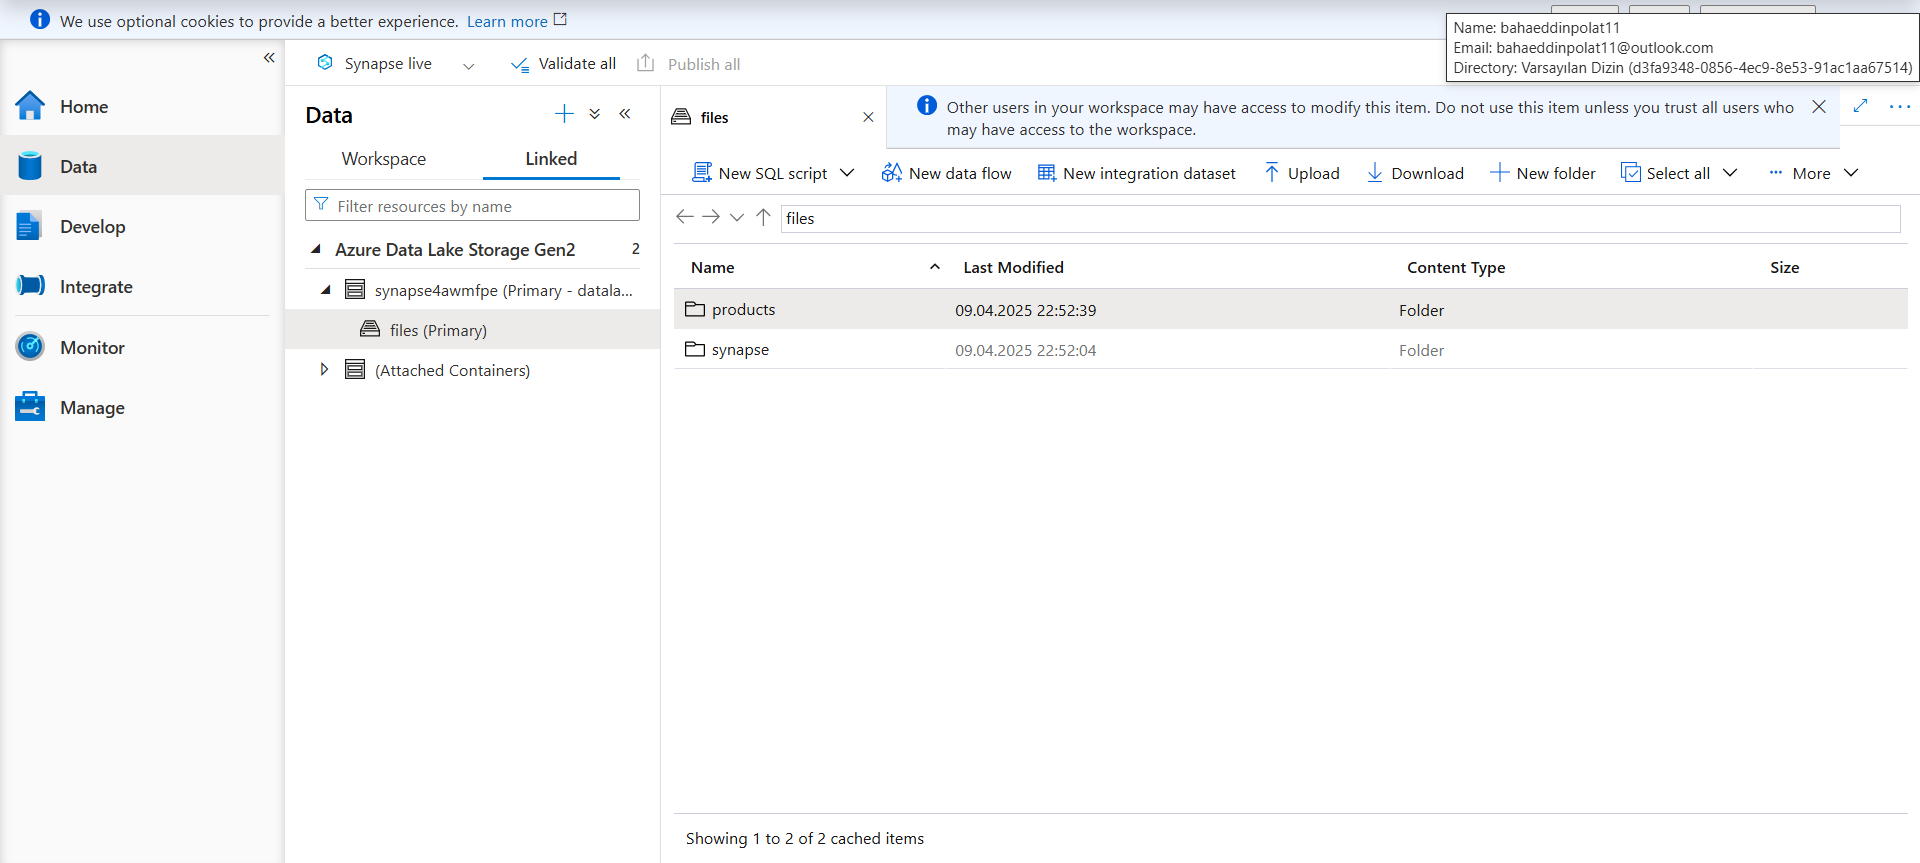 We use optional cookies to provide a better experience. Learn more
Name: bahaeddinpolat11
Email: bahaeddinpolat11@outlook.com
Directory: Varsayılan Dizin (d3fa9348-0856-4ec9-8e53-91ac1aa67514)
Synapse live
Validate all
Publish all
Home
Data
Develop
Integrate
Monitor
Manage
Data
Workspace
Linked
Filter resources by name
Azure Data Lake Storage Gen2
2
synapse4awmfpe (Primary - datala...
files (Primary)
(Attached Containers)
files
Other users in your workspace may have access to modify this item. Do not use this item unless you trust all users who
may have access to the workspace.
New SQL script
New data flow
New integration dataset
Upload
Download
New folder
Select all
More
files
Name Last Modified Content Type Size
products 09.04.2025 22:52:39 Folder
synapse 09.04.2025 22:52:04 Folder
Showing 1 to 2 of 2 cached items